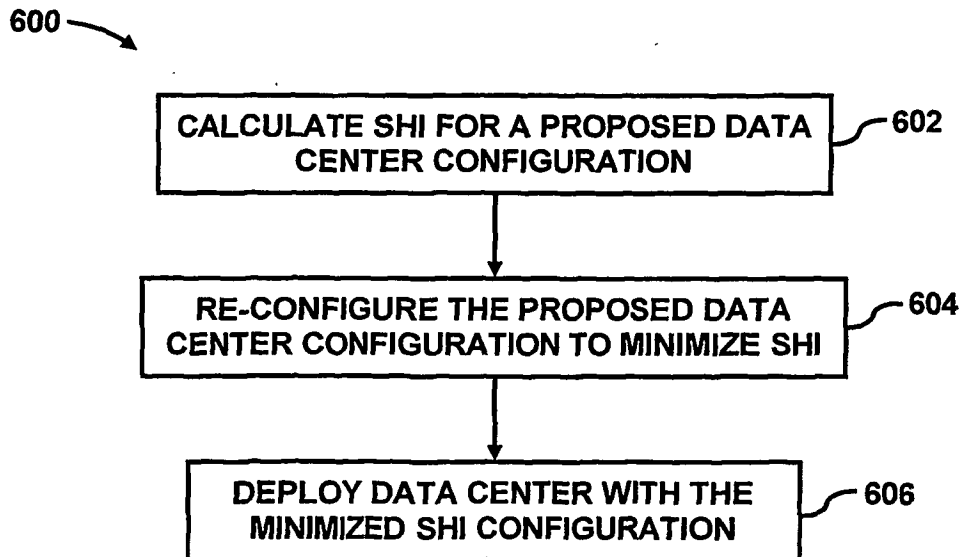 600
CALCULATE SHI FOR A PROPOSED DATA
CENTER CONFIGURATION
602
RE-CONFIGURE THE PROPOSED DATA
CENTER CONFIGURATION TO MINIMIZE SHI
604
DEPLOY DATA CENTER WITH THE
MINIMIZED SHI CONFIGURATION
606